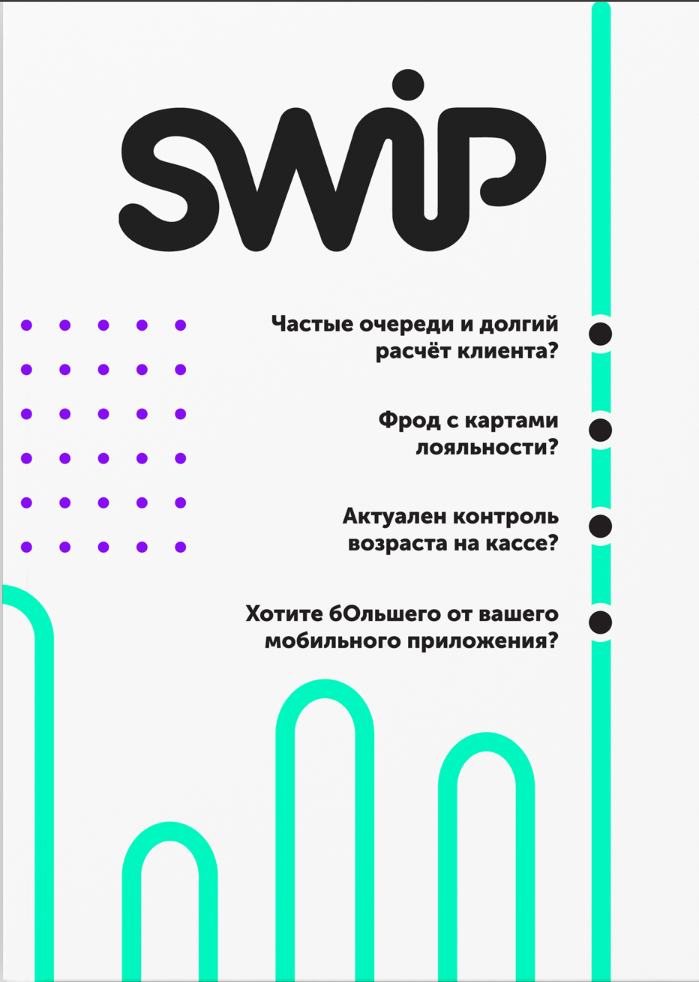 swiP
Частые очереди и долгий
расчёт клиента?
Фрод с картами
лояльности?
Актуален контроль
возраста на кассе?
Хотите бОльшего от вашего
мобильного приложения?